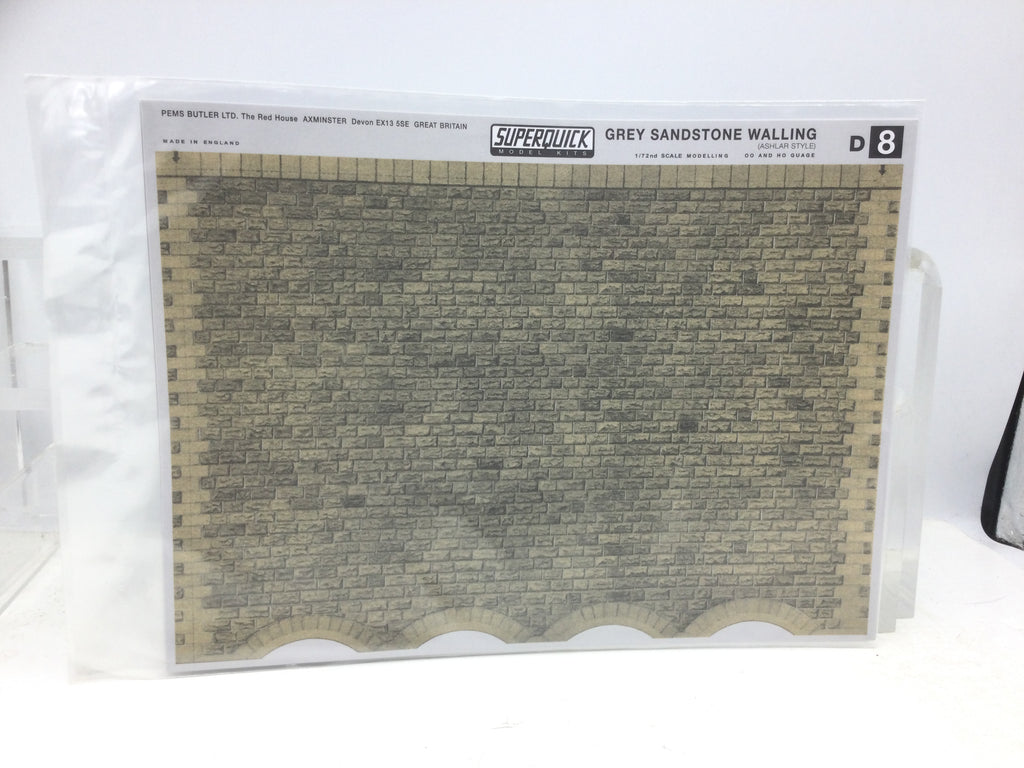 PEMS BUTLER LTD. The Red House AXMINSTER Devon EX13 5SE GREAT BRITAIN
MADE IN ENGLAND
SUPERQUICK
MODEL KITS
GREY SANDSTONE WALLING
(ASHLAR STYLE)
1/72nd SCALE MODELLING OO AND HO GUAGE
D 8